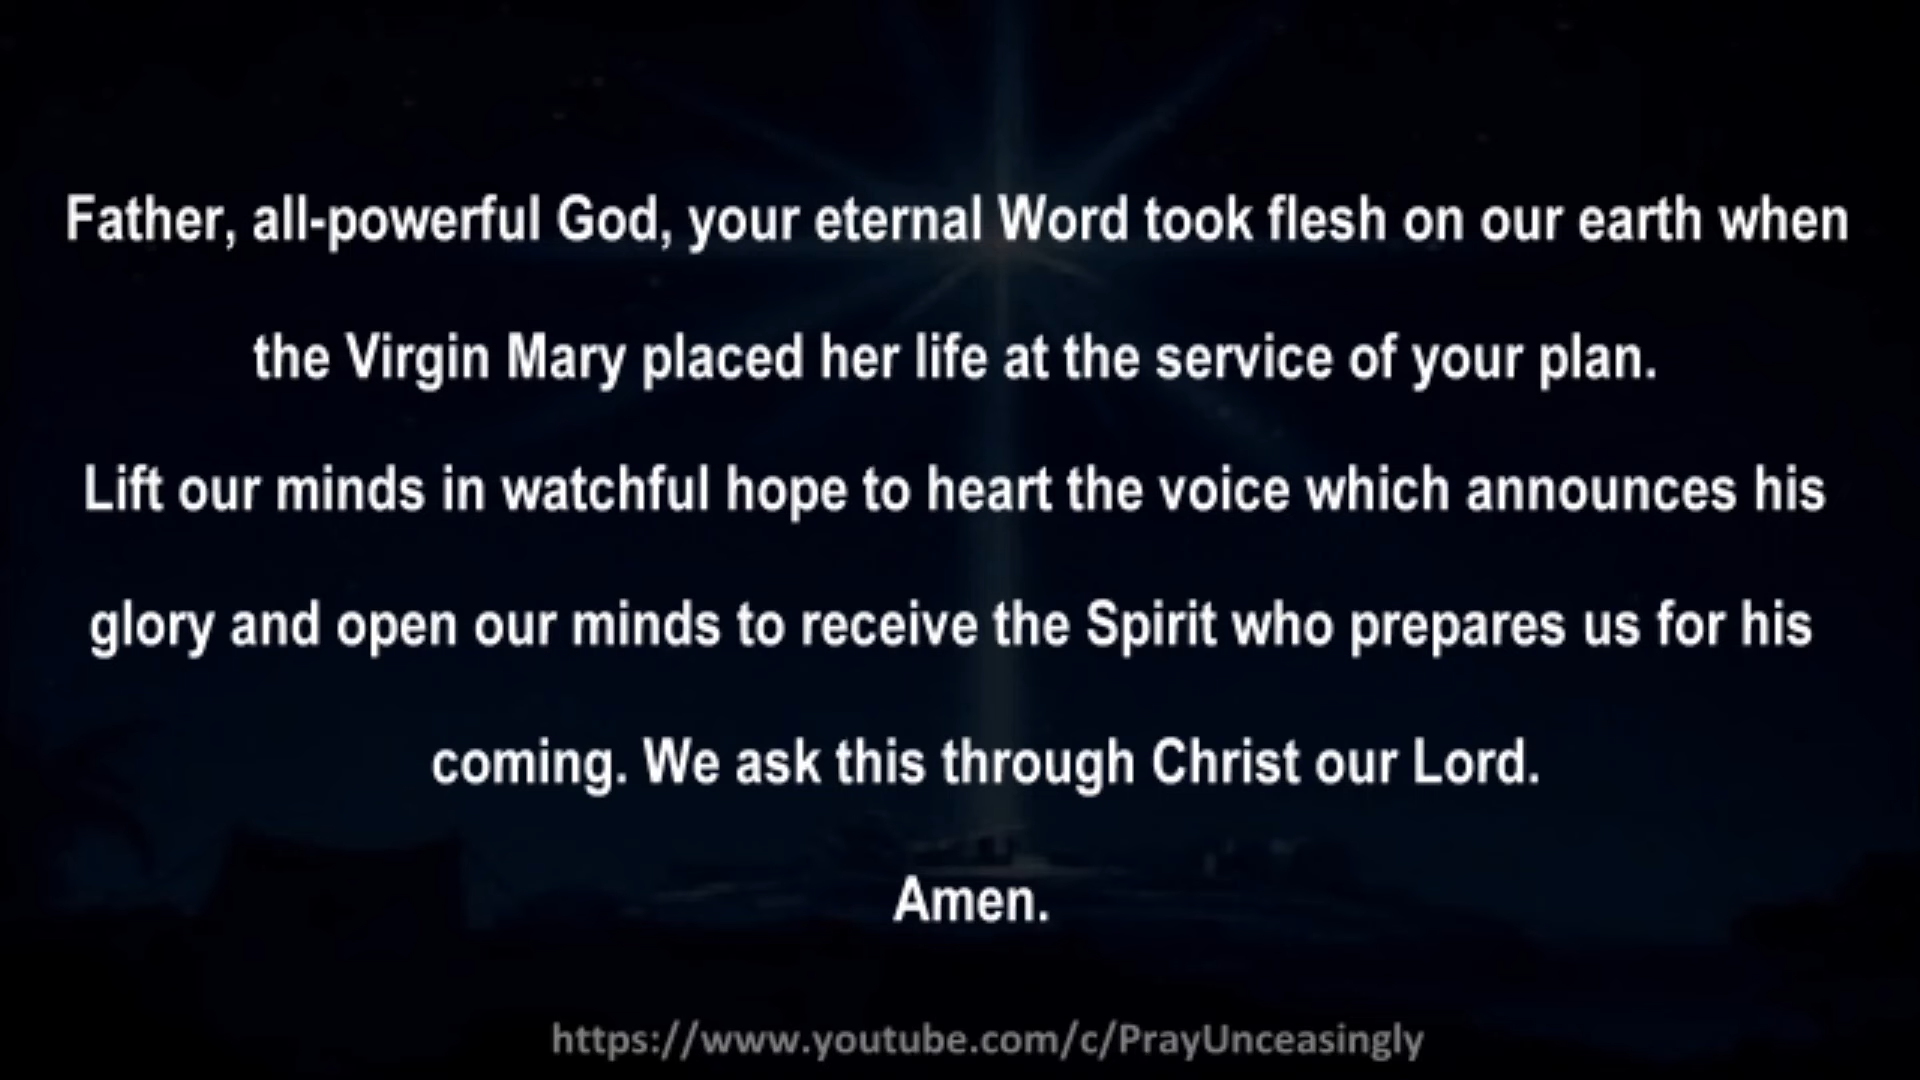 Father, all-powerful God, your eternal Word took flesh on our earth when
the Virgin Mary placed her life at the service of your plan.
Lift our minds in watchful hope to heart the voice which announces his
glory and open our minds to receive the Spirit who prepares us for his
coming. We ask this through Christ our Lord.
Amen.
https://www.youtube.com/c/PrayUnceasingly